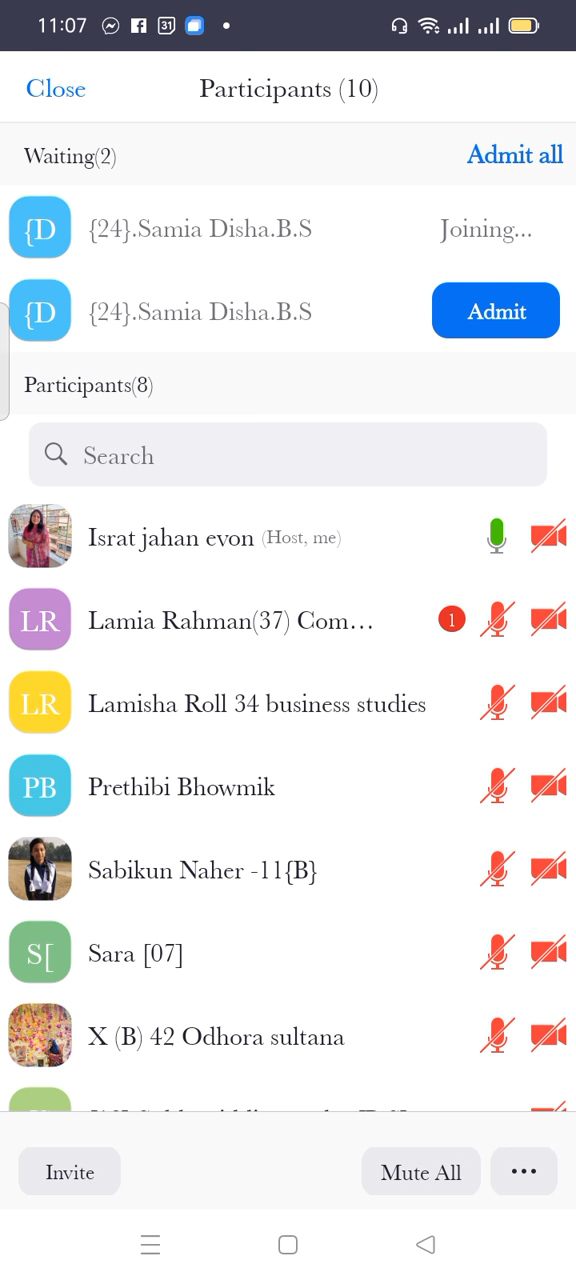 11:07
31
Close
Participants (10)
Waiting(2)
Admit all
{D
{24}.Samia Disha.B.S
Joining...
{D
{24}.Samia Disha.B.S
Admit
Participants(8)
Search
Israt jahan evon (Host, me)
LR
Lamia Rahman(37) Com...
1
LR
Lamisha Roll 34 business studies
PB
Prethibi Bhowmik
Sabikun Naher -11{B}
S[
Sara [07]
X (B) 42 Odhora sultana
Invite
Mute All